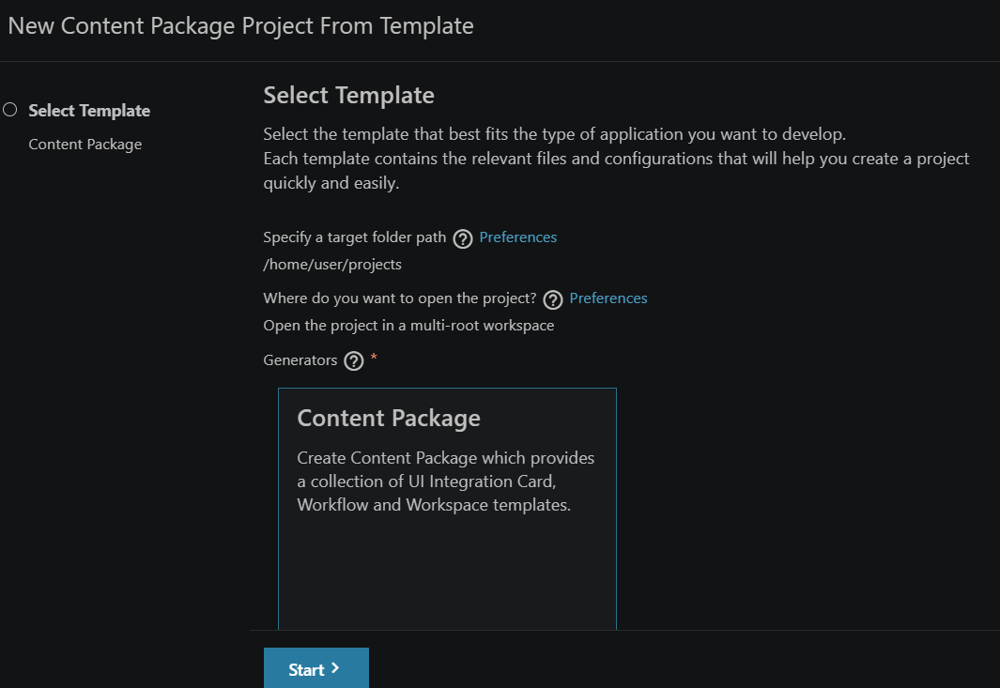 New Content Package Project From Template
Select Template
Content Package
Select Template
Select the template that best fits the type of application you want to develop.
Each template contains the relevant files and configurations that will help you create a project
quickly and easily.
Specify a target folder path ? Preferences
/home/user/projects
Where do you want to open the project? ? Preferences
Open the project in a multi-root workspace
Generators ? *
Content Package
Create Content Package which provides
a collection of UI Integration Card,
Workflow and Workspace templates.
Start >